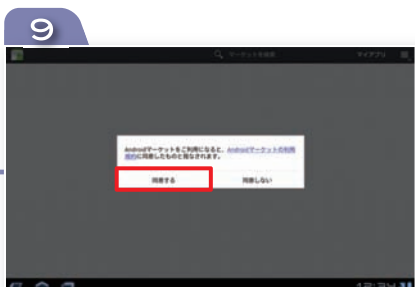 9
マーケットを検索 マイアプリ
Androidマーケットをご利用になると、Androidマーケットの利用
規約に同意したものと指なされます。
同意する 同意しない
12:34